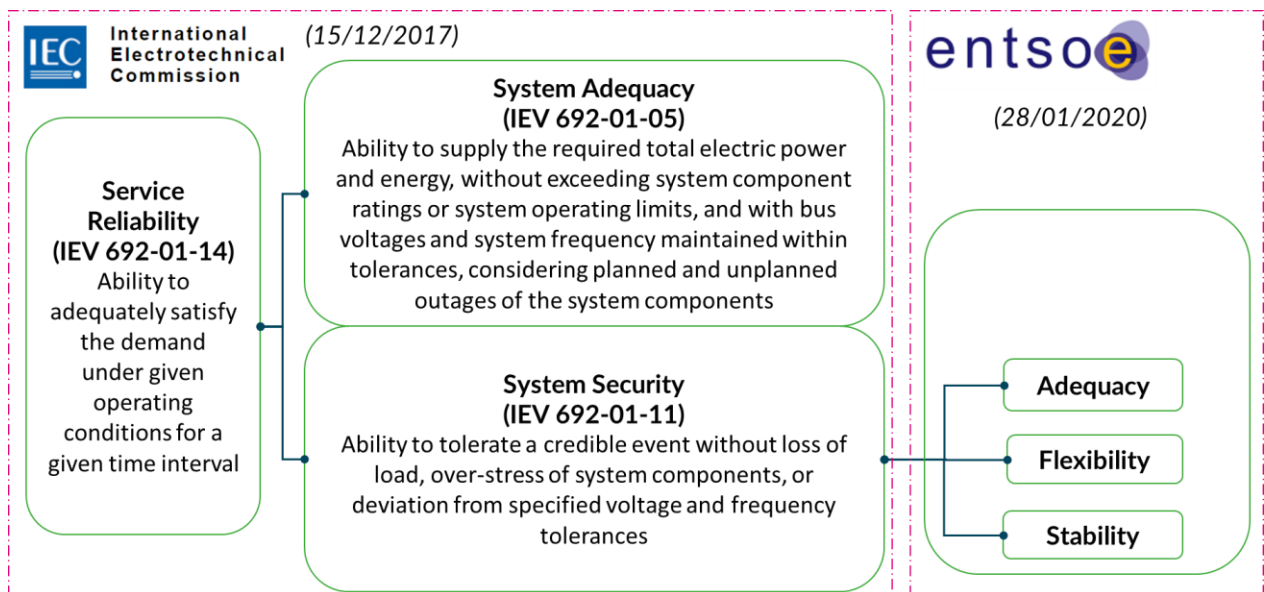 IEC
International
Electrotechnical
Commission
(15/12/2017)
Service
Reliability
(IEV 692-01-14)
Ability to
adequately satisfy
the demand
under given
operating
conditions for a
given time interval
System Adequacy
(IEV 692-01-05)
Ability to supply the required total electric power
and energy, without exceeding system component
ratings or system operating limits, and with bus
voltages and system frequency maintained within
tolerances, considering planned and unplanned
outages of the system components
System Security
(IEV 692-01-11)
Ability to tolerate a credible event without loss of
load, over-stress of system components, or
deviation from specified voltage and frequency
tolerances
entsoe
(28/01/2020)
Adequacy
Flexibility
Stability